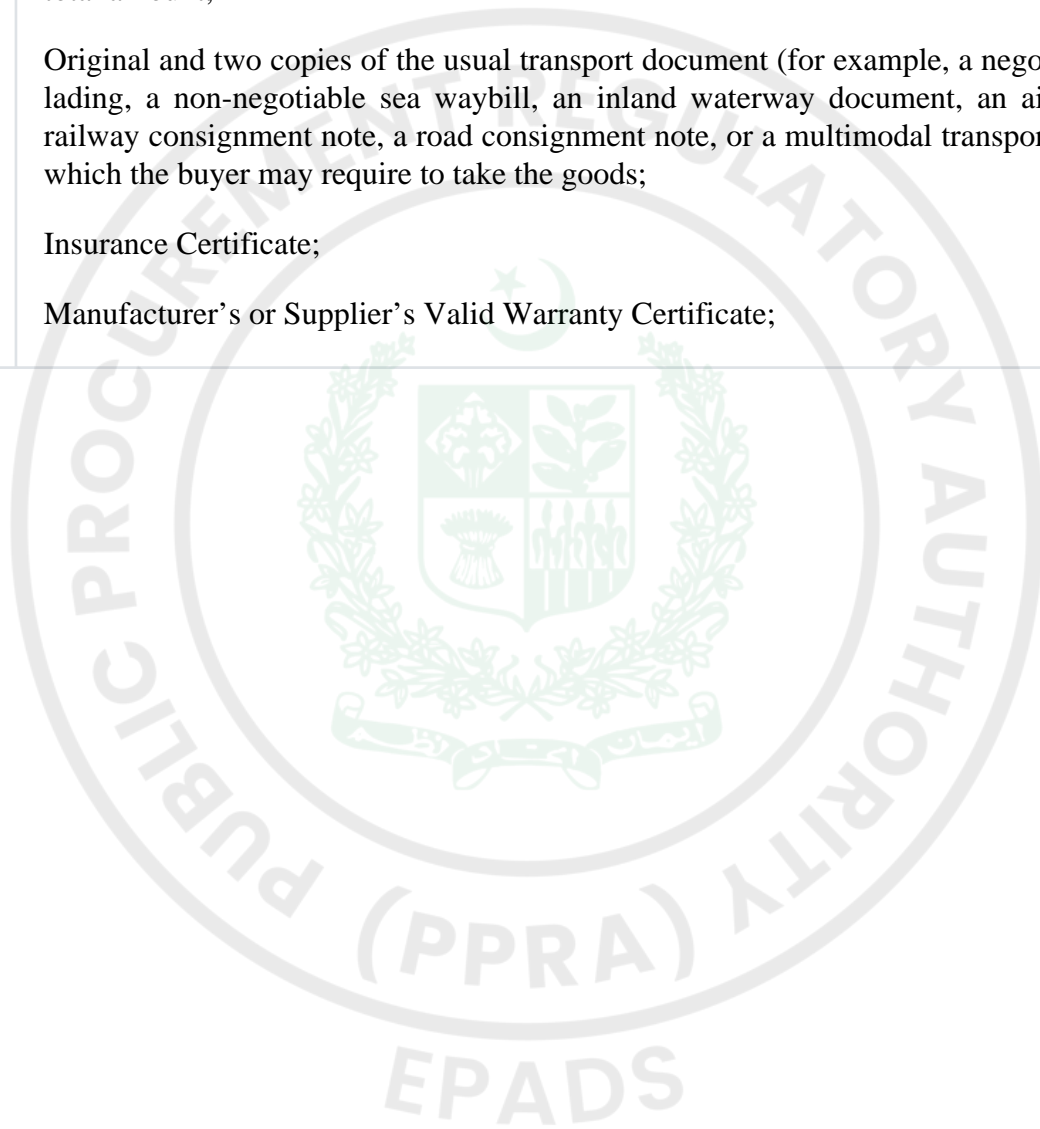 Original and two copies of the usual transport document (for example, a nego
lading, a non-negotiable sea waybill, an inland waterway document, an ai
railway consignment note, a road consignment note, or a multimodal transpor
which the buyer may require to take the goods;
Insurance Certificate;
Manufacturer’s or Supplier’s Valid Warranty Certificate;
PUBLIC PROCUREMENT REGULATORY AUTHORITY
(PPRA)
EPADS